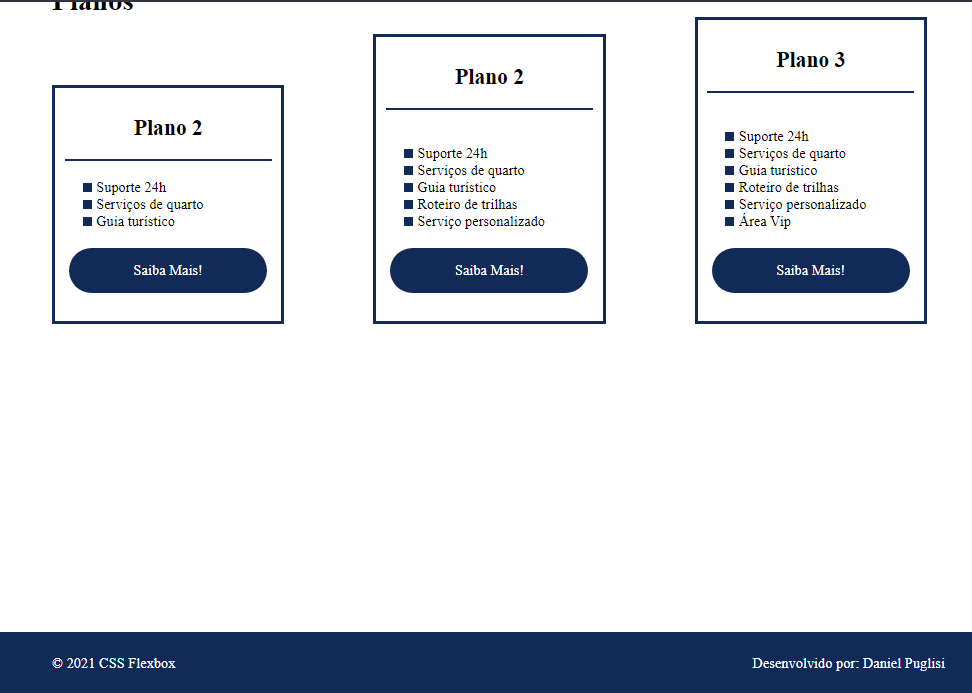 Planos
Plano 2
Suporte 24h
Serviços de quarto
Guia turístico
Saiba Mais!
Plano 2
Suporte 24h
Serviços de quarto
Guia turístico
Roteiro de trilhas
Serviço personalizado
Saiba Mais!
Plano 3
Suporte 24h
Serviços de quarto
Guia turístico
Roteiro de trilhas
Serviço personalizado
Área Vip
Saiba Mais!
© 2021 CSS Flexbox
Desenvolvido por: Daniel Puglisi